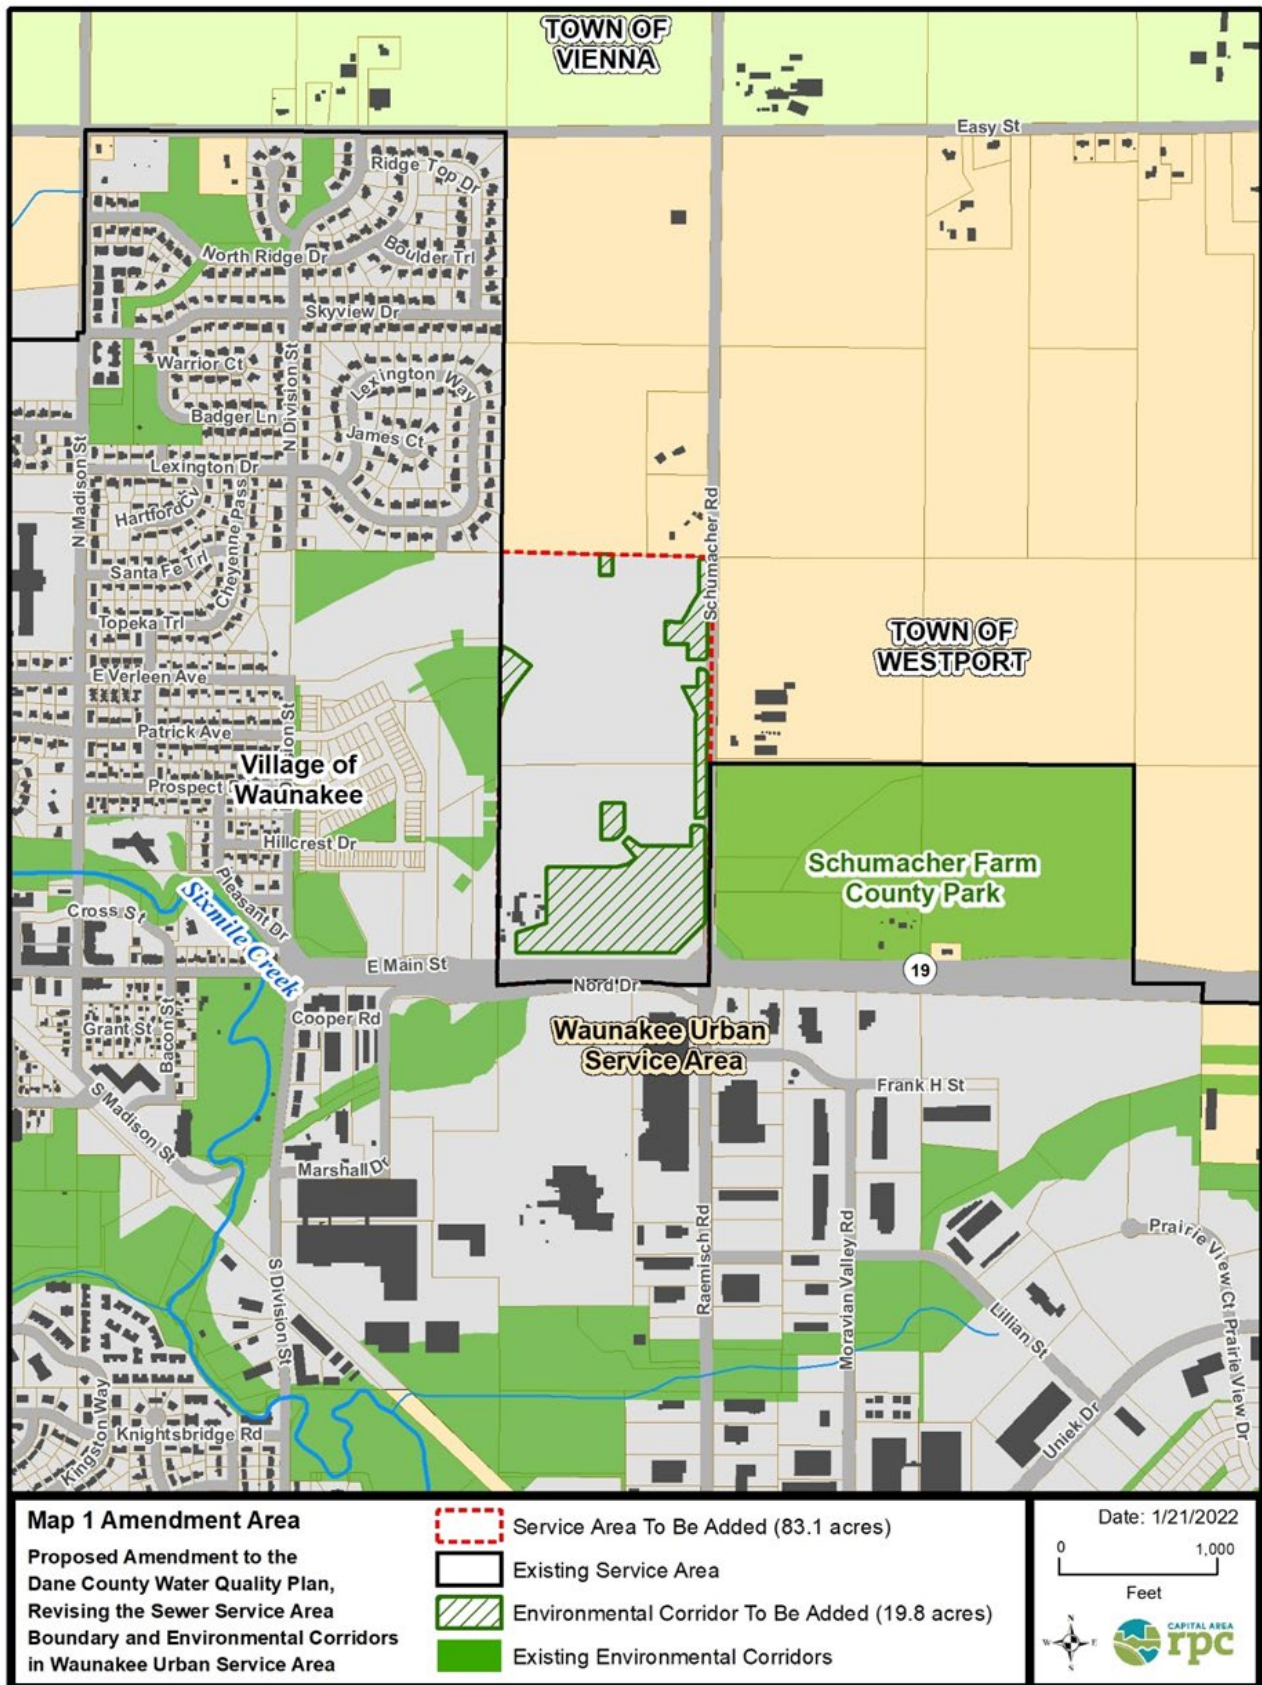 TOWN OF
VIENNA
Easy St
Ridge Top Dr
North Ridge Dr
Boulder Trl
Skyview Dr
Warrior Ct
N Division St
Lexington Way
Badger Ln
James Ct
N Madison St
Lexington Dr
Hartford Cv
Cheyenne Pass
Schumacher Rd
Santa Fe Trl
Topeka Trl
TOWN OF
WESTPORT
E Verleen Ave
Patrick Ave
Village of
Waunakee
Prospect
Hillcrest Dr
Schumacher Farm
County Park
Pleasant Dr
Sixmile Creek
Cross St
E Main St
19
Nord Dr
Cooper Rd
Grant St
Bacon St
Waunakee Urban
Service Area
Frank H St
S Madison St
Marshall Dr
Raemisch Rd
Moravian Valley Rd
Prairie View Ct
Prairie View Dr
S Division St
Lillian St
Uniek Dr
Kingston Way
Knightsbridge Rd
Map 1 Amendment Area
Proposed Amendment to the
Dane County Water Quality Plan,
Revising the Sewer Service Area
Boundary and Environmental Corridors
in Waunakee Urban Service Area
Service Area To Be Added (83.1 acres)
Existing Service Area
Environmental Corridor To Be Added (19.8 acres)
Existing Environmental Corridors
Date: 1/21/2022
0 1,000
Feet
N
W E
S
CAPITAL AREA
rpc